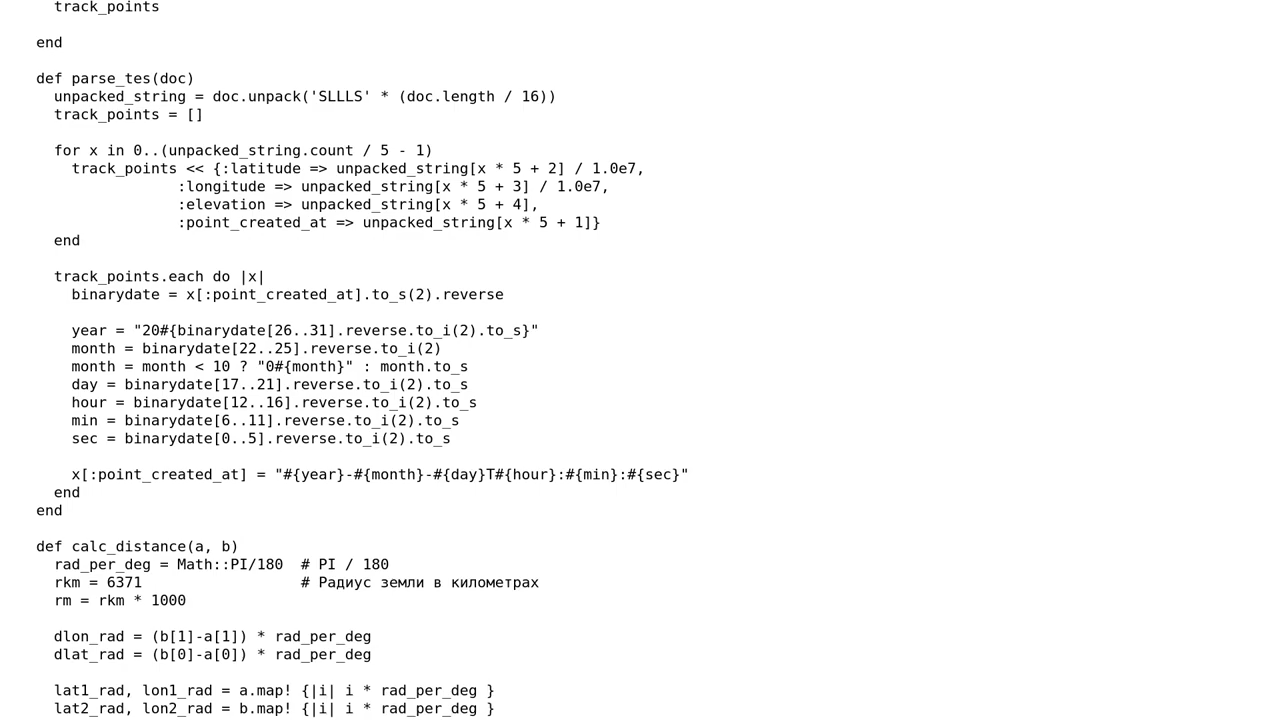 track_points
end
def parse_tes(doc)
unpacked_string = doc.unpack('SLLLS' * (doc.length / 16))
track_points = []
for x in 0..(unpacked_string.count / 5 - 1)
track_points << {:latitude => unpacked_string[x * 5 + 2] / 1.0e7,
:longitude => unpacked_string[x * 5 + 3] / 1.0e7,
:elevation => unpacked_string[x * 5 + 4],
:point_created_at => unpacked_string[x * 5 + 1]}
end
track_points.each do |x|
binarydate = x[:point_created_at].to_s(2).reverse
year = "20#{binarydate[26..31].reverse.to_i(2).to_s}"
month = binarydate[22..25].reverse.to_i(2)
month = month < 10 ? "0#{month}" : month.to_s
day = binarydate[17..21].reverse.to_i(2).to_s
hour = binarydate[12..16].reverse.to_i(2).to_s
min = binarydate[6..11].reverse.to_i(2).to_s
sec = binarydate[0..5].reverse.to_i(2).to_s
x[:point_created_at] = "#{year}-#{month}-#{day}T#{hour}:#{min}:#{sec}"
end
end
def calc_distance(a, b)
rad_per_deg = Math::PI/180  # PI / 180
rkm = 6371                  # Радиус земли в километрах
rm = rkm * 1000
dlon_rad = (b[1]-a[1]) * rad_per_deg
dlat_rad = (b[0]-a[0]) * rad_per_deg
lat1_rad, lon1_rad = a.map! {|i| i * rad_per_deg }
lat2_rad, lon2_rad = b.map! {|i| i * rad_per_deg }